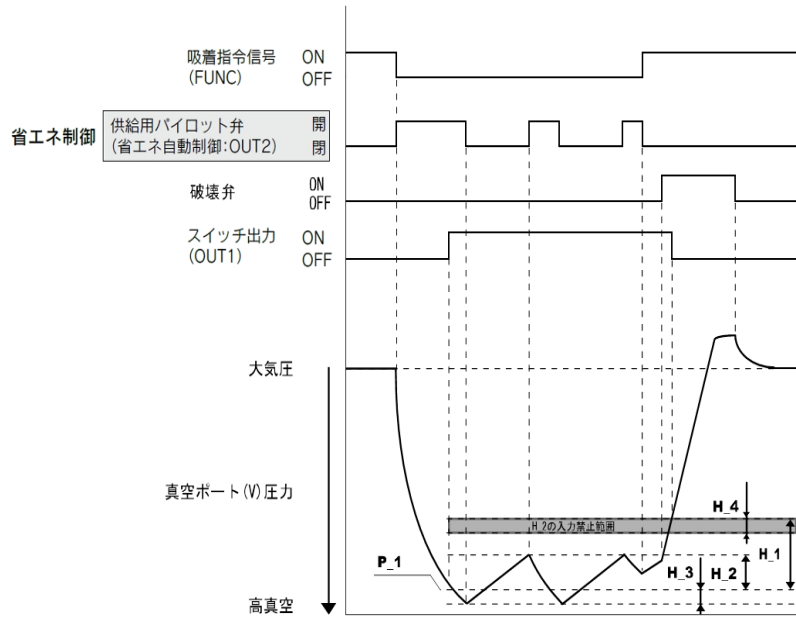 吸着指令信号 ON
(FUNC) OFF
省エネ制御
供給用パイロット弁 開
(省エネ自動制御:OUT2) 閉
破壊弁 ON
OFF
スイッチ出力 ON
(OUT1) OFF
大気圧
真空ポート(V)圧力
H_4
H_2の入力禁止範囲
H_1
P_1
H_3
H_2
高真空